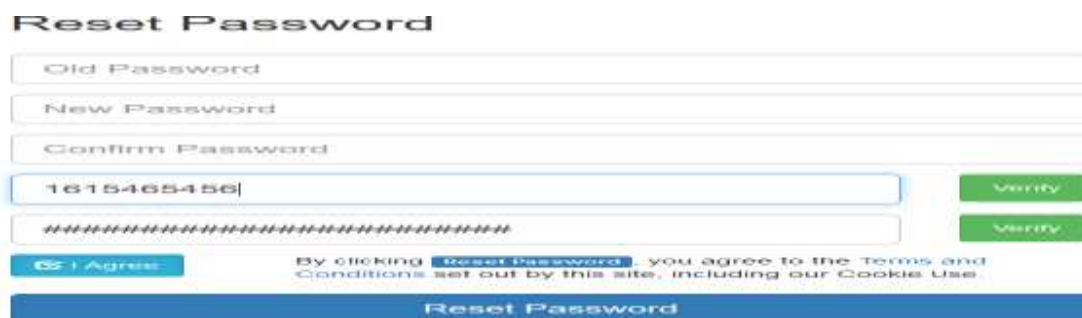 Reset Password
Old Password
New Password
Confirm Password
1615465456 Verify
######################## Verify
I Agree By clicking Reset Password, you agree to the Terms and
Conditions set out by this site, including our Cookie Use.
Reset Password